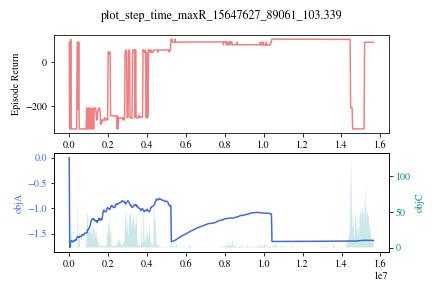 plot_step_time_maxR_15647627_89061_103.339
Episode Return
0
−200
0.0 0.2 0.4 0.6 0.8 1.0 1.2 1.4 1.6
objA
0.0
−0.5
−1.0
−1.5
objC
100
50
0
0.0 0.2 0.4 0.6 0.8 1.0 1.2 1.4 1.6
1e7